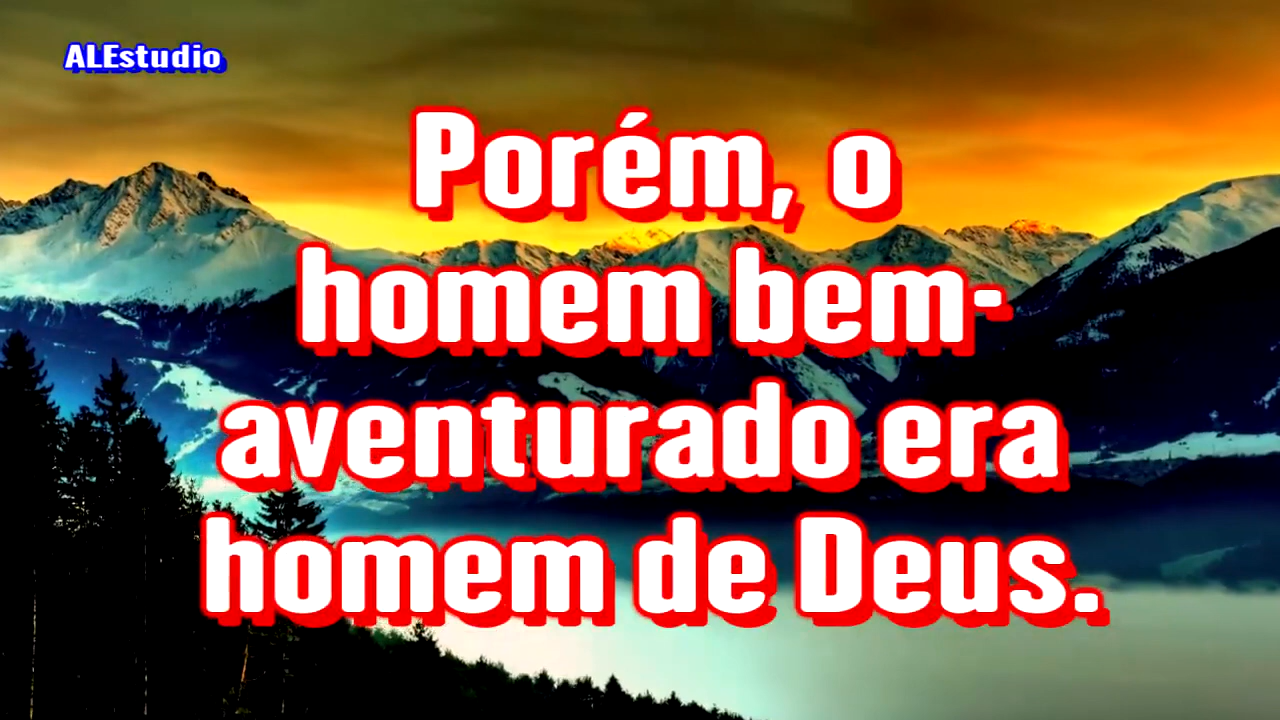 ALEstudio
Porém, o
homem bem-
aventurado era
homem de Deus.